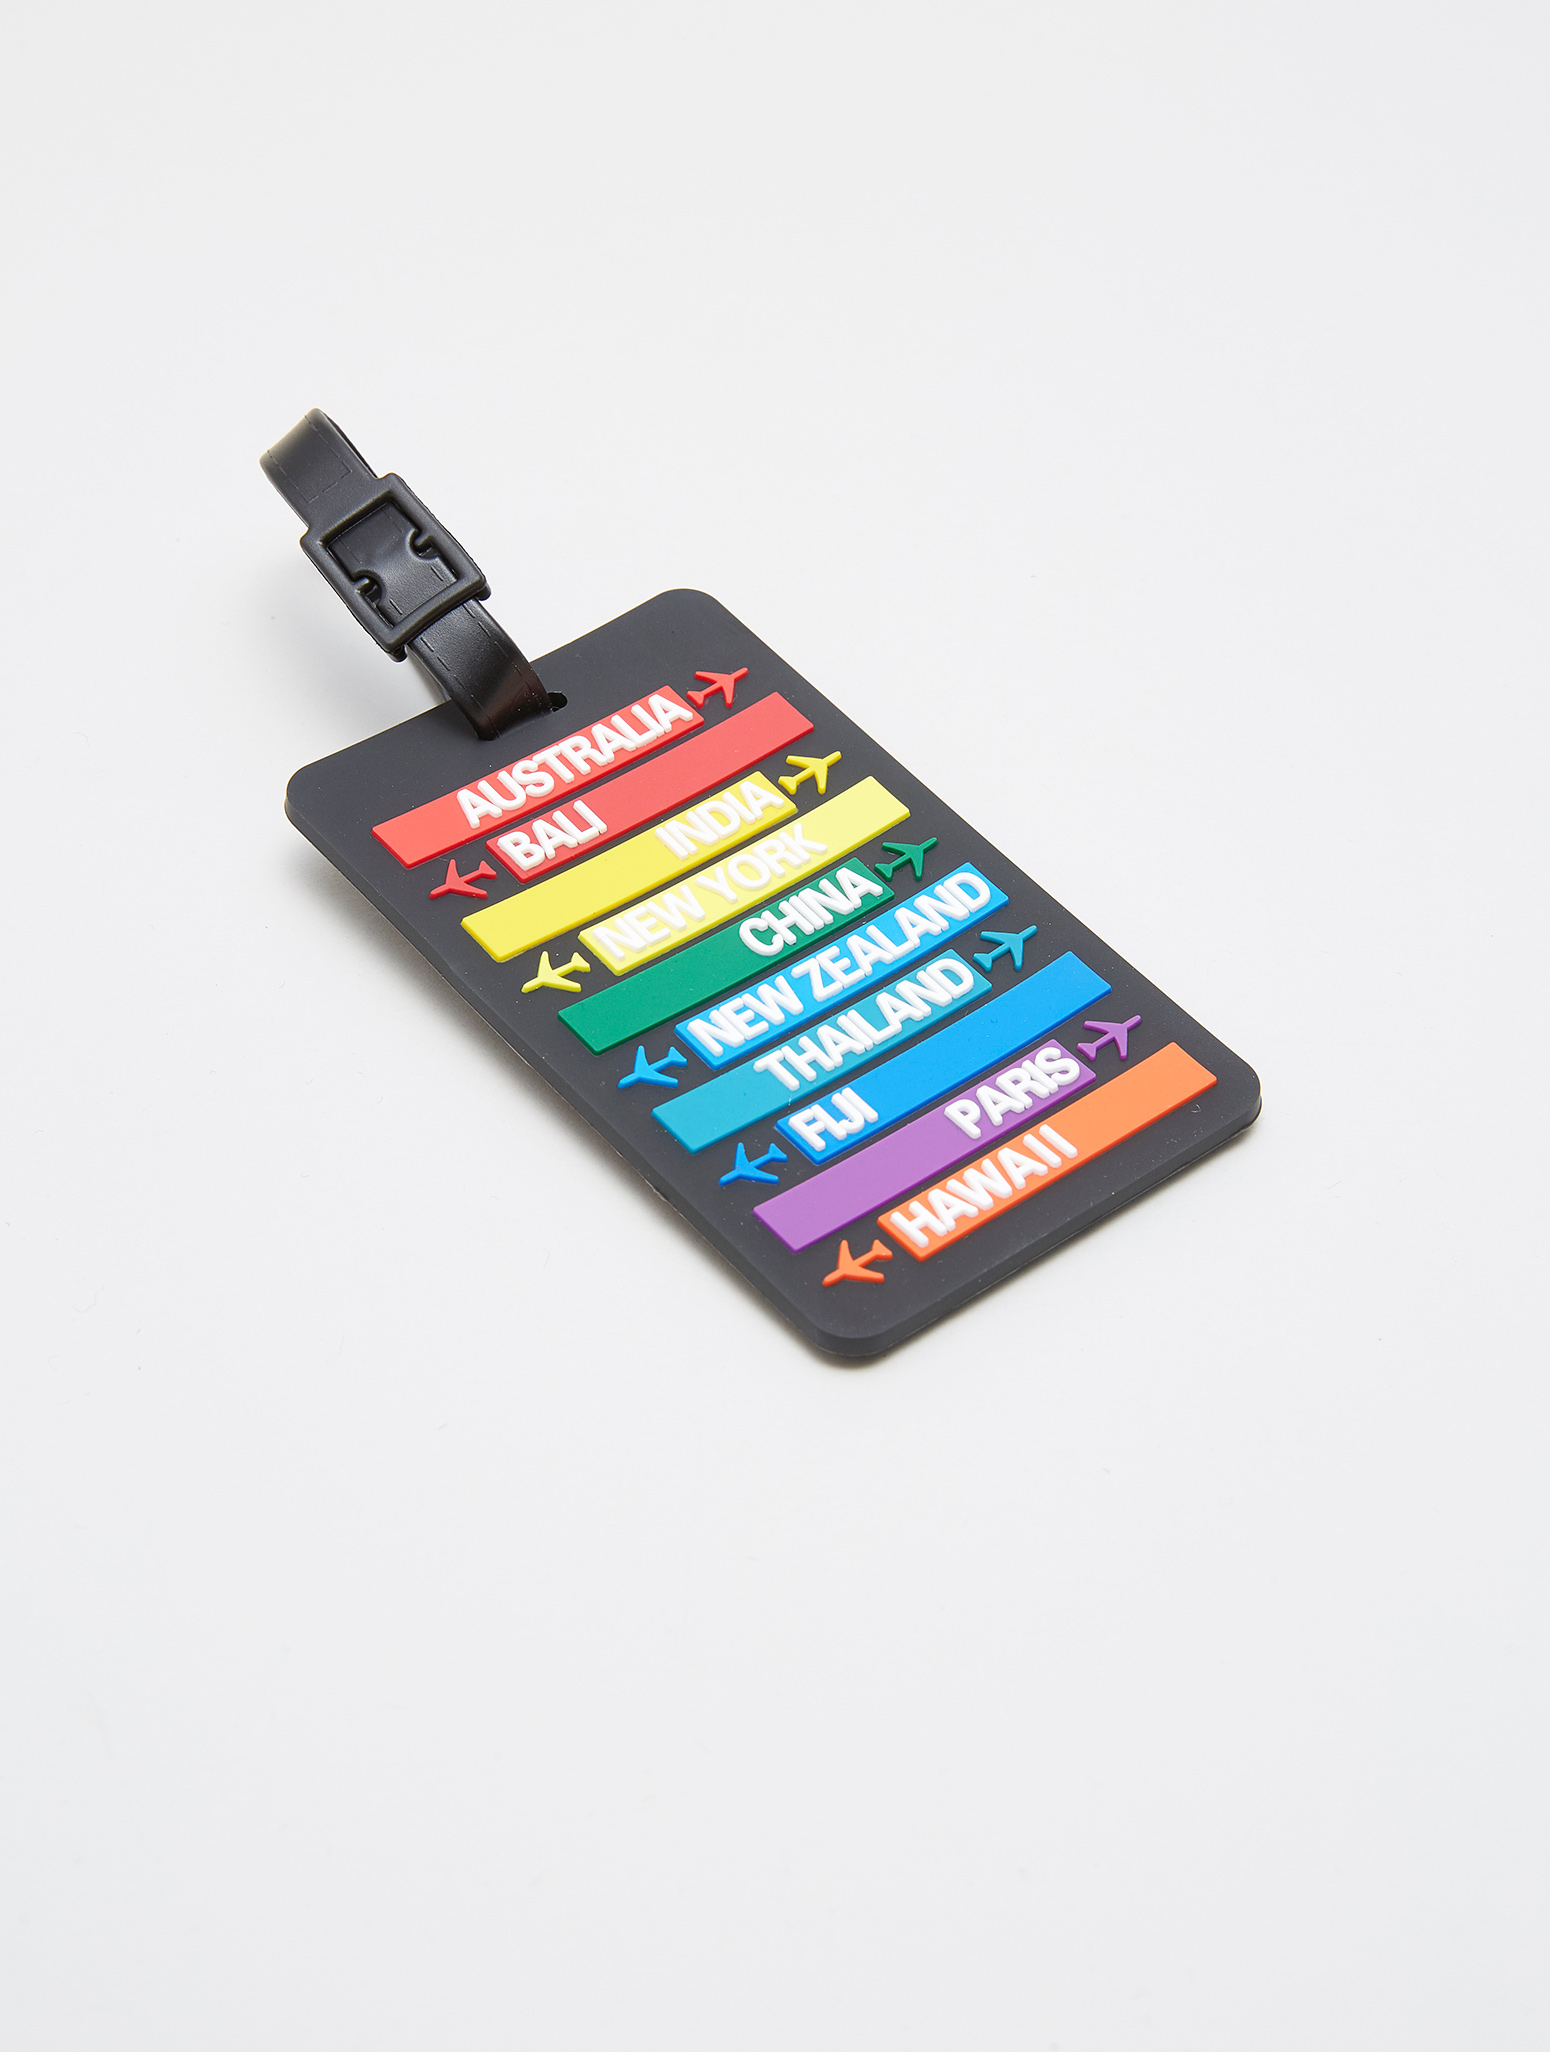 AUSTRALIA
BALI
INDIA
NEW YORK
CHINA
NEW ZEALAND
THAILAND
FIJI
PARIS
HAWAII